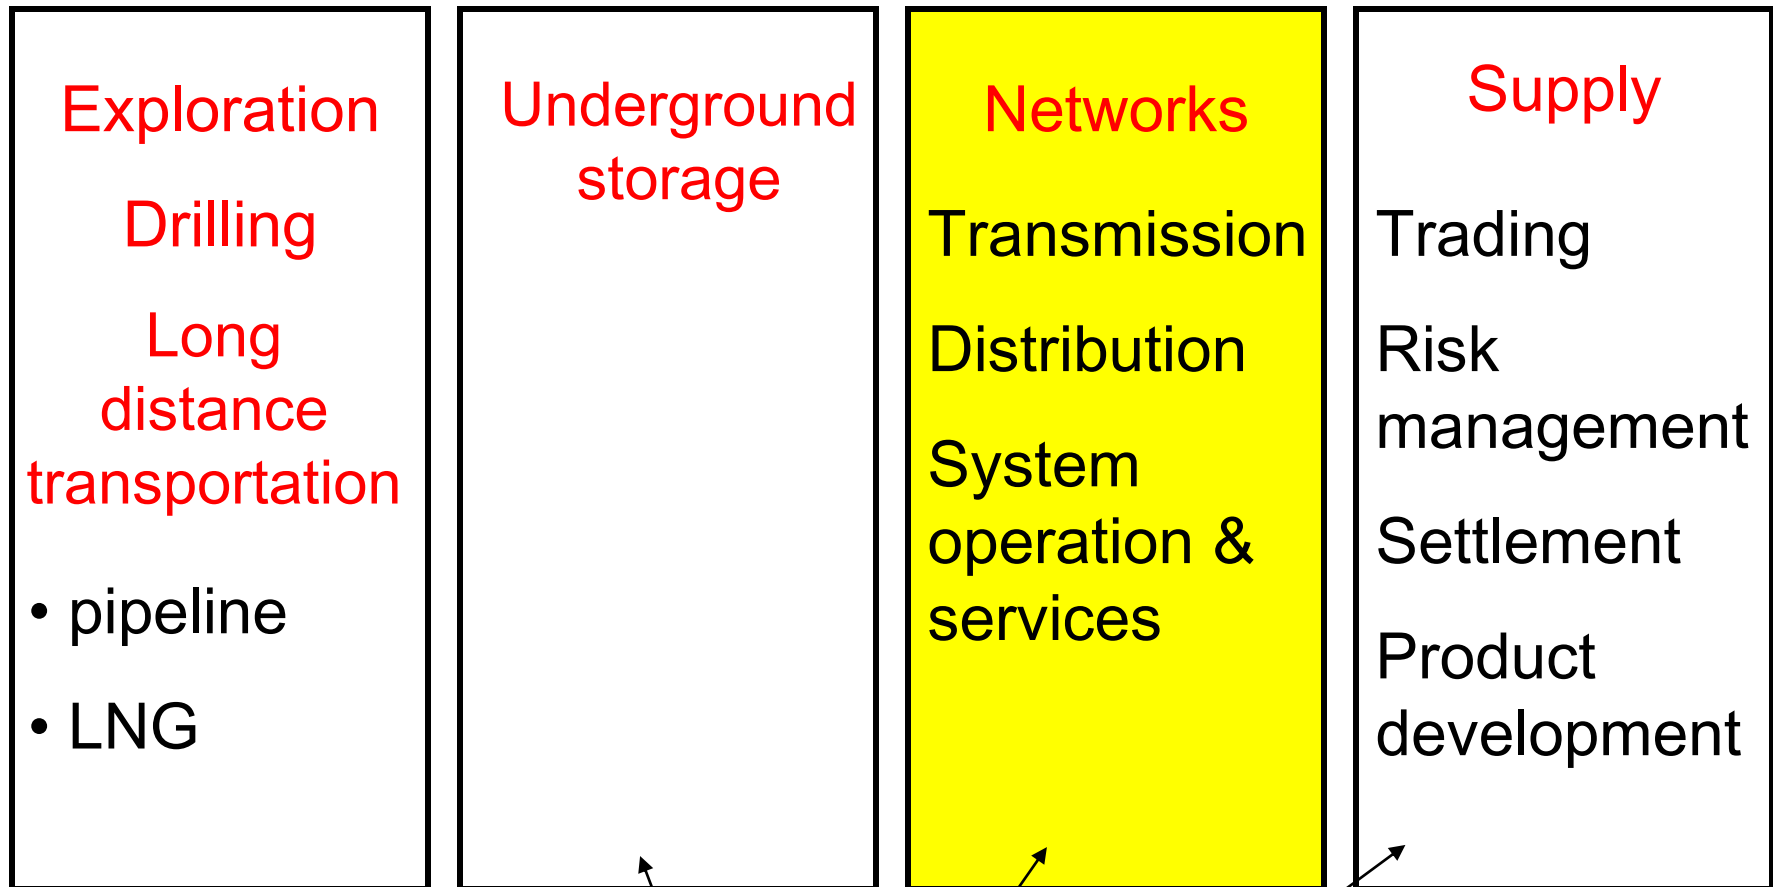 Exploration
Drilling
Long
distance
transportation
• pipeline
• LNG
Underground
storage
Networks
Transmission
Distribution
System
operation &
services
Supply
Trading
Risk
management
Settlement
Product
development